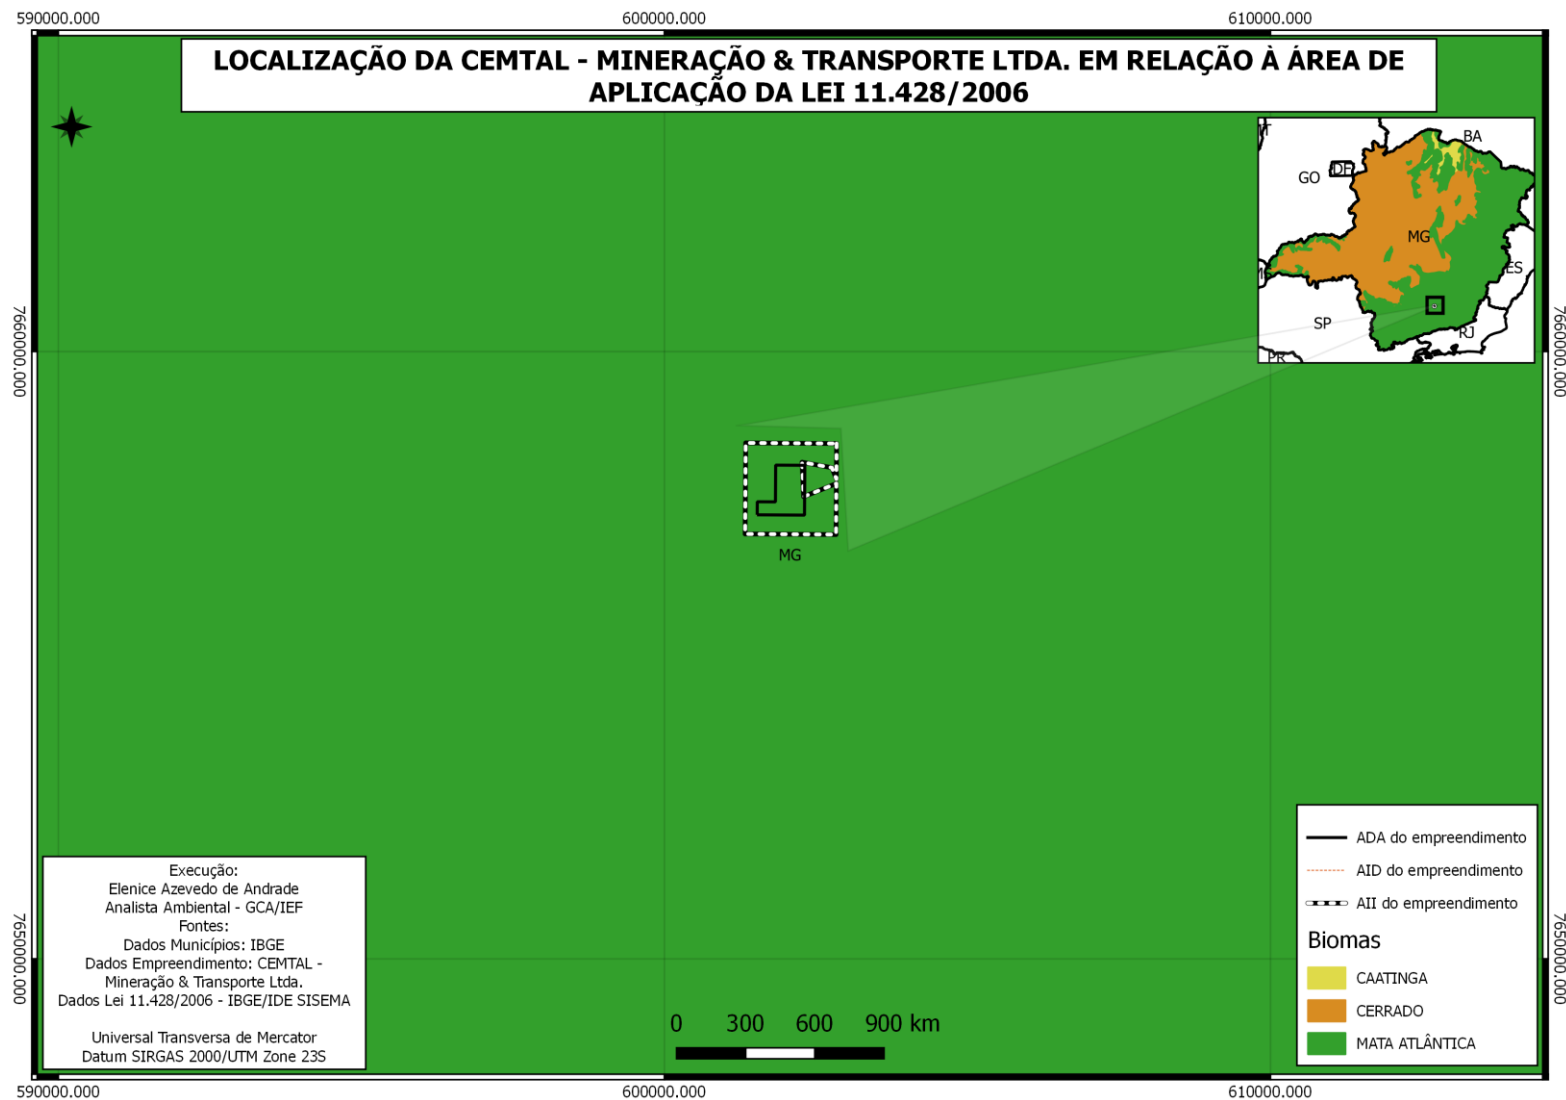 590000.000
600000.000
610000.000
LOCALIZAÇÃO DA CEMTAL - MINERAÇÃO & TRANSPORTE LTDA. EM RELAÇÃO À ÁREA DE
APLICAÇÃO DA LEI 11.428/2006
BA
DF
GO
MG
ES
SP
RJ
PR
7660000.000
7660000.000
MG
ADA do empreendimento
AID do empreendimento
AII do empreendimento
Biomas
CAATINGA
CERRADO
MATA ATLÂNTICA
Execução:
Elenice Azevedo de Andrade
Analista Ambiental - GCA/IEF
Fontes:
Dados Municípios: IBGE
Dados Empreendimento: CEMTAL -
Mineração & Transporte Ltda.
Dados Lei 11.428/2006 - IBGE/IDE SISEMA
Universal Transversa de Mercator
Datum SIRGAS 2000/UTM Zone 23S
7650000.000
7650000.000
0 300 600 900 km
590000.000
600000.000
610000.000